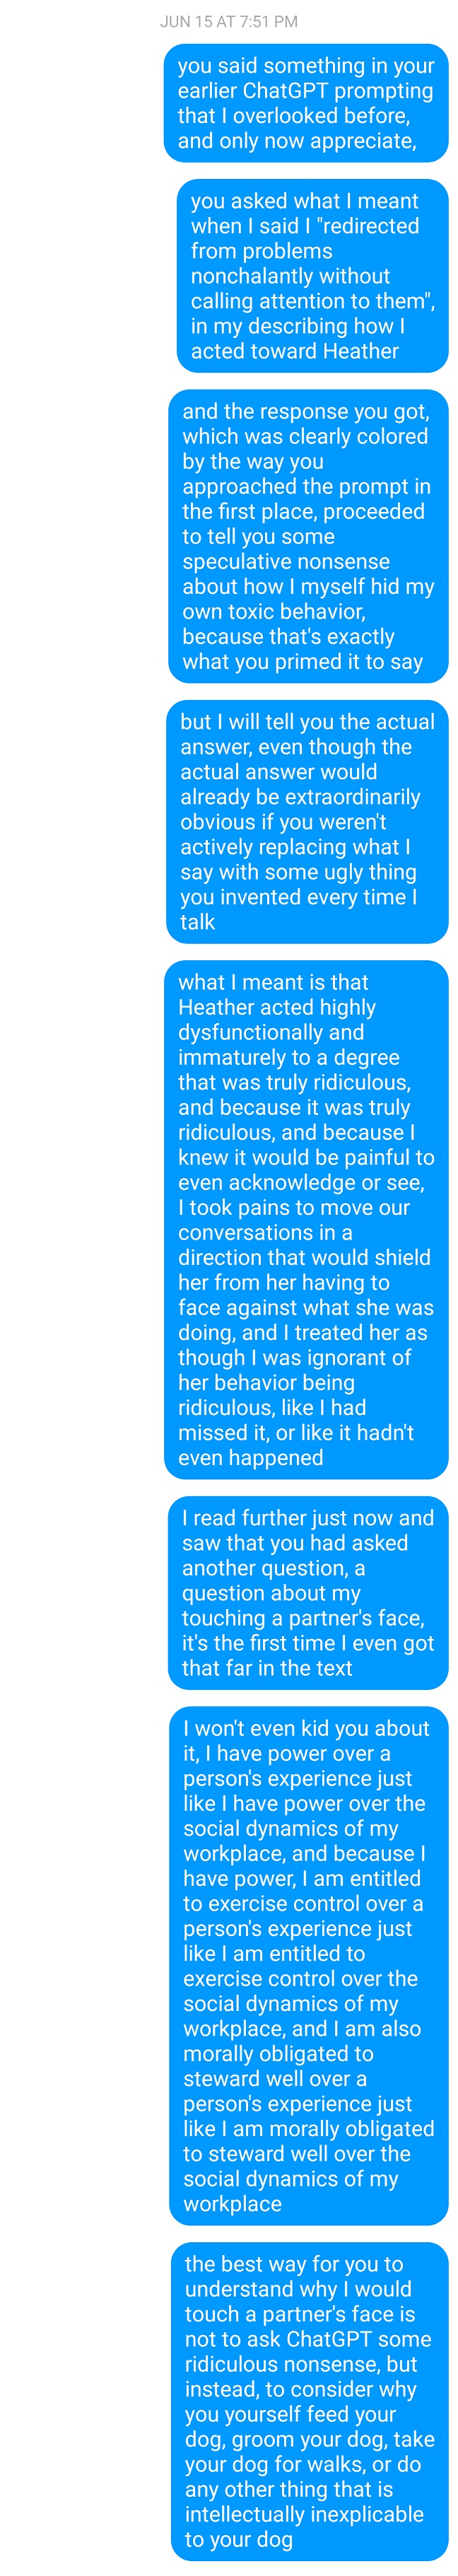 JUN 15 AT 7:51 PM
you said something in your
earlier ChatGPT prompting
that I overlooked before,
and only now appreciate,
you asked what I meant
when I said I "redirected
from problems
nonchalantly without
calling attention to them",
in my describing how I
acted toward Heather
and the response you got,
which was clearly colored
by the way you
approached the prompt in
the first place, proceeded
to tell you some
speculative nonsense
about how I myself hid my
own toxic behavior,
because that's exactly
what you primed it to say
but I will tell you the actual
answer, even though the
actual answer would
already be extraordinarily
obvious if you weren't
actively replacing what I
say with some ugly thing
you invented every time I
talk
what I meant is that
Heather acted highly
dysfunctionally and
immaturely to a degree
that was truly ridiculous,
and because it was truly
ridiculous, and because I
knew it would be painful to
even acknowledge or see,
I took pains to move our
conversations in a
direction that would shield
her from her having to
face against what she was
doing, and I treated her as
though I was ignorant of
her behavior being
ridiculous, like I had
missed it, or like it hadn't
even happened
I read further just now and
saw that you had asked
another question, a
question about my
touching a partner's face,
it's the first time I even got
that far in the text
I won't even kid you about
it, I have power over a
person's experience just
like I have power over the
social dynamics of my
workplace, and because I
have power, I am entitled
to exercise control over a
person's experience just
like I am entitled to
exercise control over the
social dynamics of my
workplace, and I am also
morally obligated to
steward well over a
person's experience just
like I am morally obligated
to steward well over the
social dynamics of my
workplace
the best way for you to
understand why I would
touch a partner's face is
not to ask ChatGPT some
ridiculous nonsense, but
instead, to consider why
you yourself feed your
dog, groom your dog, take
your dog for walks, or do
any other thing that is
intellectually inexplicable
to your dog